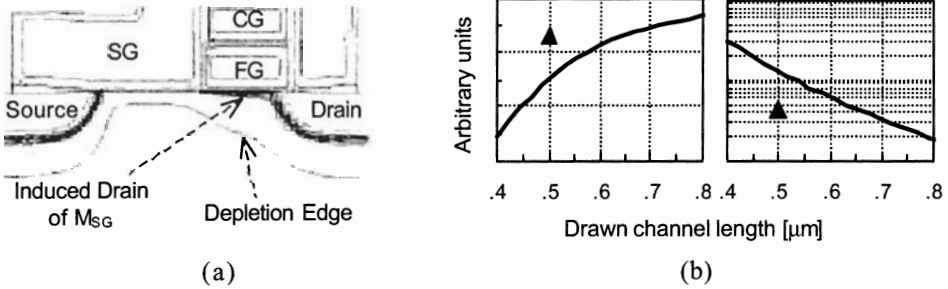 CG
SG
FG
Source
Drain
Induced Drain
of MSG
Depletion Edge
(a)
Arbitrary units
.4 .5 .6 .7 .8
.4 .5 .6 .7 .8
Drawn channel length [μm]
(b)